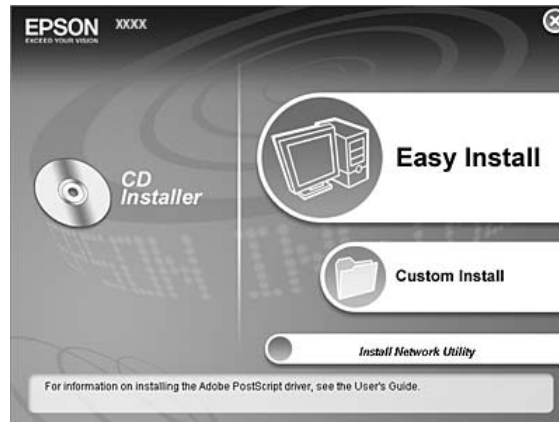 EPSON XXXX
EXCEED YOUR VISION
CD
Installer
Easy Install
Custom Install
Install Network Utility
For information on installing the Adobe PostScript driver, see the User's Guide.